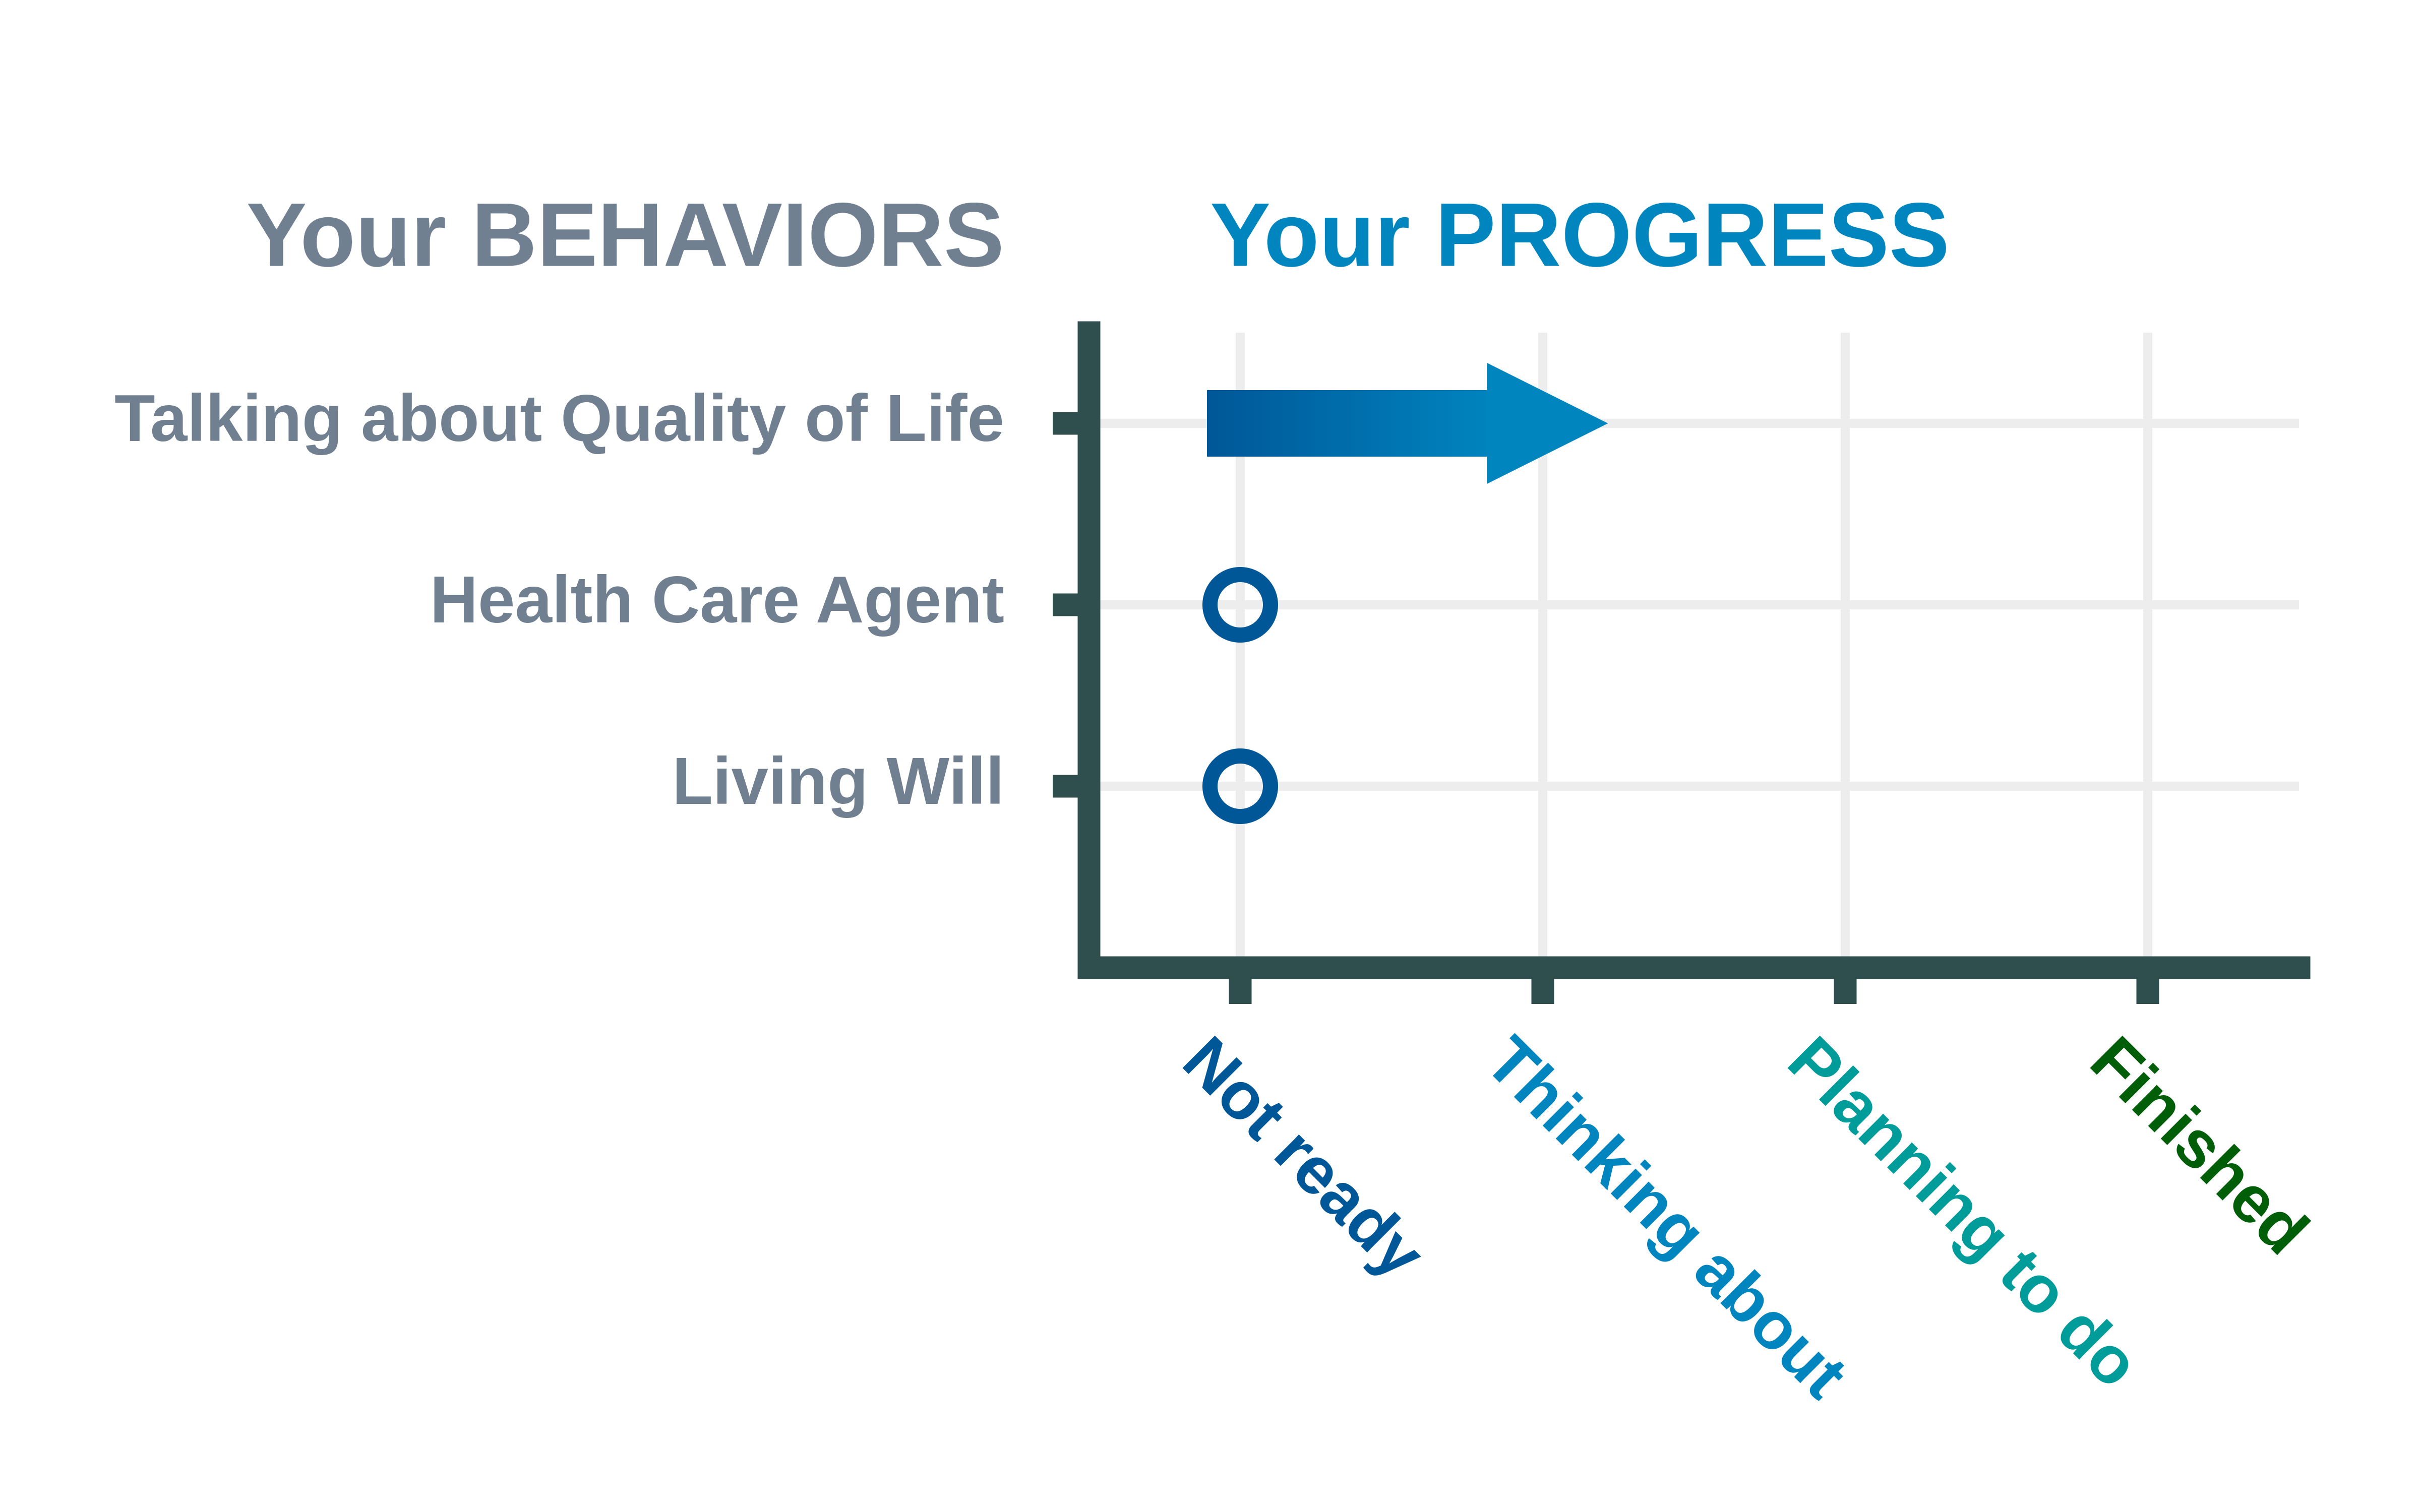 Your BEHAVIORS
Your PROGRESS
Talking about Quality of Life
Health Care Agent
Living Will
Not ready
Thinking about
Planning to do
Finished